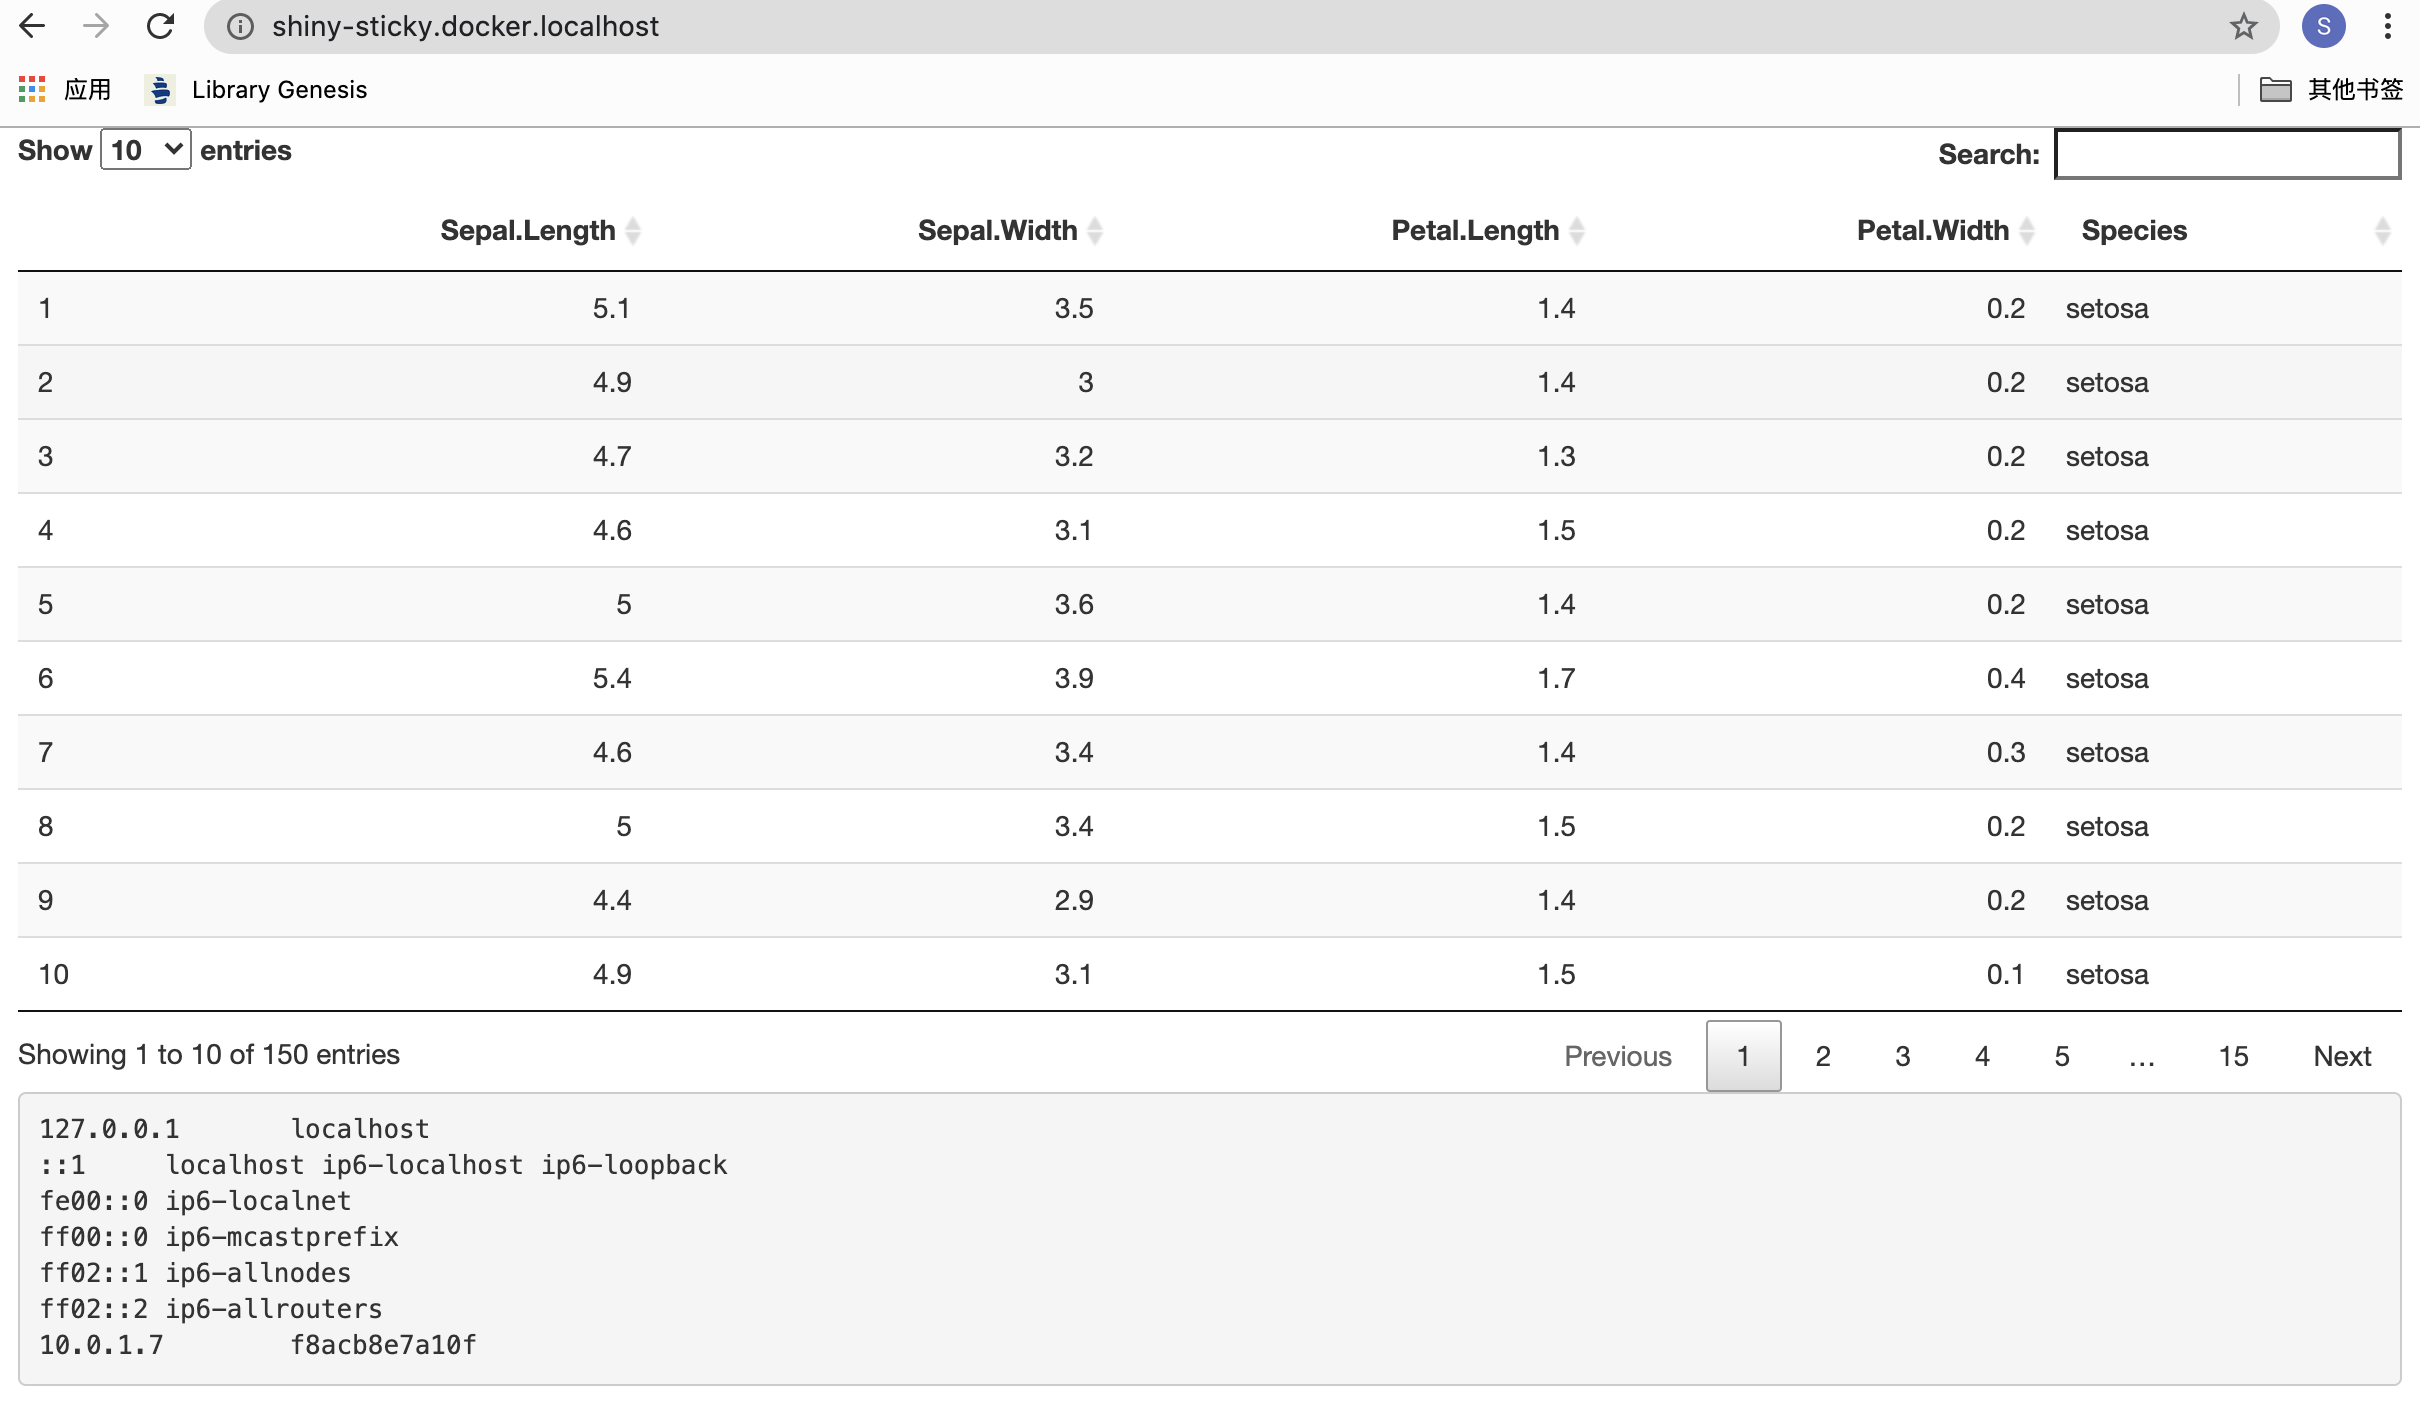 shiny-sticky.docker.localhost S
应用 Library Genesis 其他书签
Show 10 entries Search:
Sepal.Length Sepal.Width Petal.Length Petal.Width Species
1 5.1 3.5 1.4 0.2 setosa
2 4.9 3 1.4 0.2 setosa
3 4.7 3.2 1.3 0.2 setosa
4 4.6 3.1 1.5 0.2 setosa
5 5 3.6 1.4 0.2 setosa
6 5.4 3.9 1.7 0.4 setosa
7 4.6 3.4 1.4 0.3 setosa
8 5 3.4 1.5 0.2 setosa
9 4.4 2.9 1.4 0.2 setosa
10 4.9 3.1 1.5 0.1 setosa
Showing 1 to 10 of 150 entries Previous 1 2 3 4 5 … 15 Next
127.0.0.1 localhost
::1 localhost ip6-localhost ip6-loopback
fe00::0 ip6-localnet
ff00::0 ip6-mcastprefix
ff02::1 ip6-allnodes
ff02::2 ip6-allrouters
10.0.1.7 f8acb8e7a10f